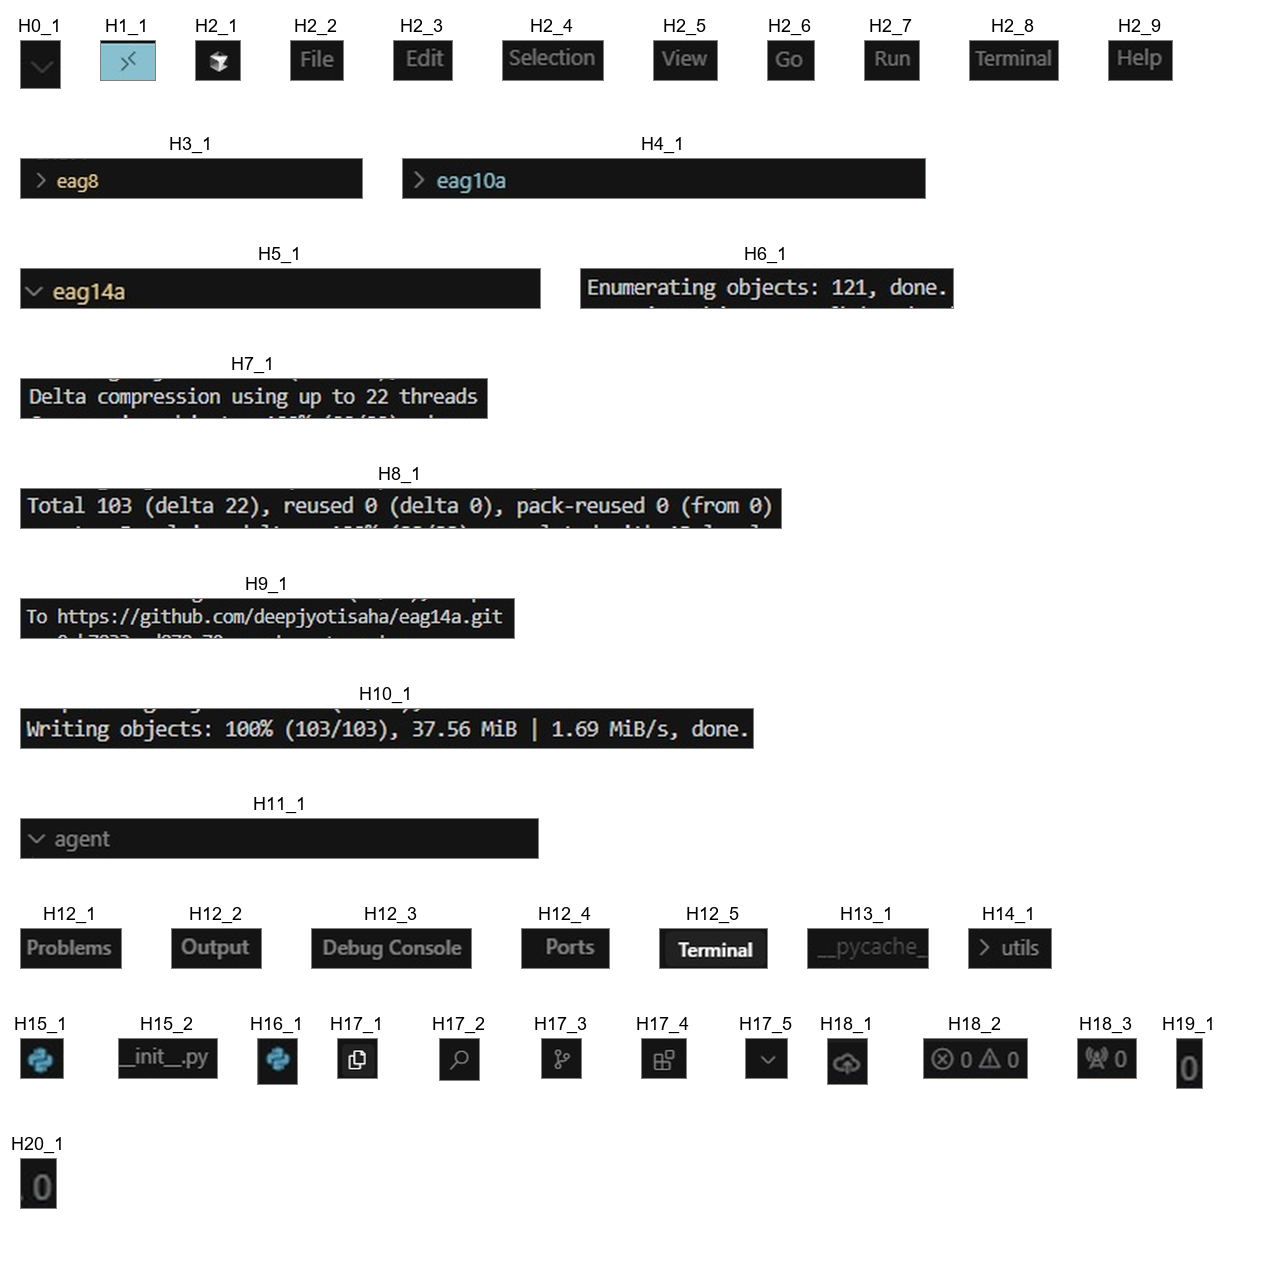 H0_1 H1_1 H2_1 H2_2 H2_3 H2_4 H2_5 H2_6 H2_7 H2_8 H2_9
File Edit Selection View Go Run Terminal Help
H3_1 H4_1
eag8 eag10a
H5_1 H6_1
eag14a Enumerating objects: 121, done.
H7_1
Delta compression using up to 22 threads
H8_1
Total 103 (delta 22), reused 0 (delta 0), pack-reused 0 (from 0)
H9_1
To https://github.com/deepjyotisaha/eag14a.git
H10_1
Writing objects: 100% (103/103), 37.56 MiB | 1.69 MiB/s, done.
H11_1
agent
H12_1 H12_2 H12_3 H12_4 H12_5 H13_1 H14_1
Problems Output Debug Console Ports Terminal __pycache_ utils
H15_1 H15_2 H16_1 H17_1 H17_2 H17_3 H17_4 H17_5 H18_1 H18_2 H18_3 H19_1
__init__.py 0 0 0 0
H20_1
0